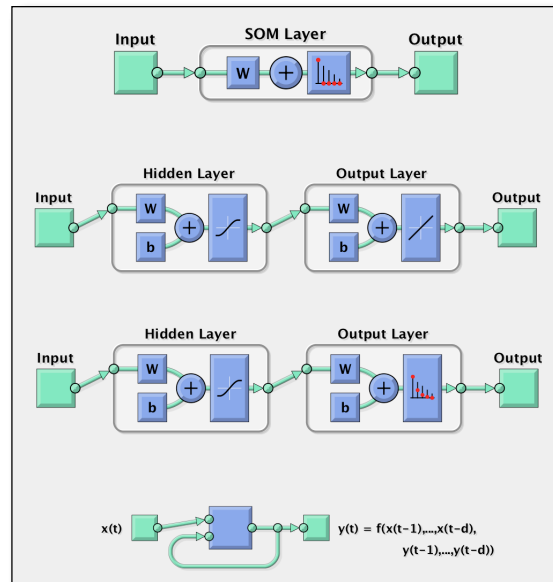 Input SOM Layer Output
W
Hidden Layer Output Layer
Input Output
W W
b b
Hidden Layer Output Layer
Input Output
W W
b b
x(t) y(t) = f(x(t-1),...,x(t-d),
y(t-1),...,y(t-d))